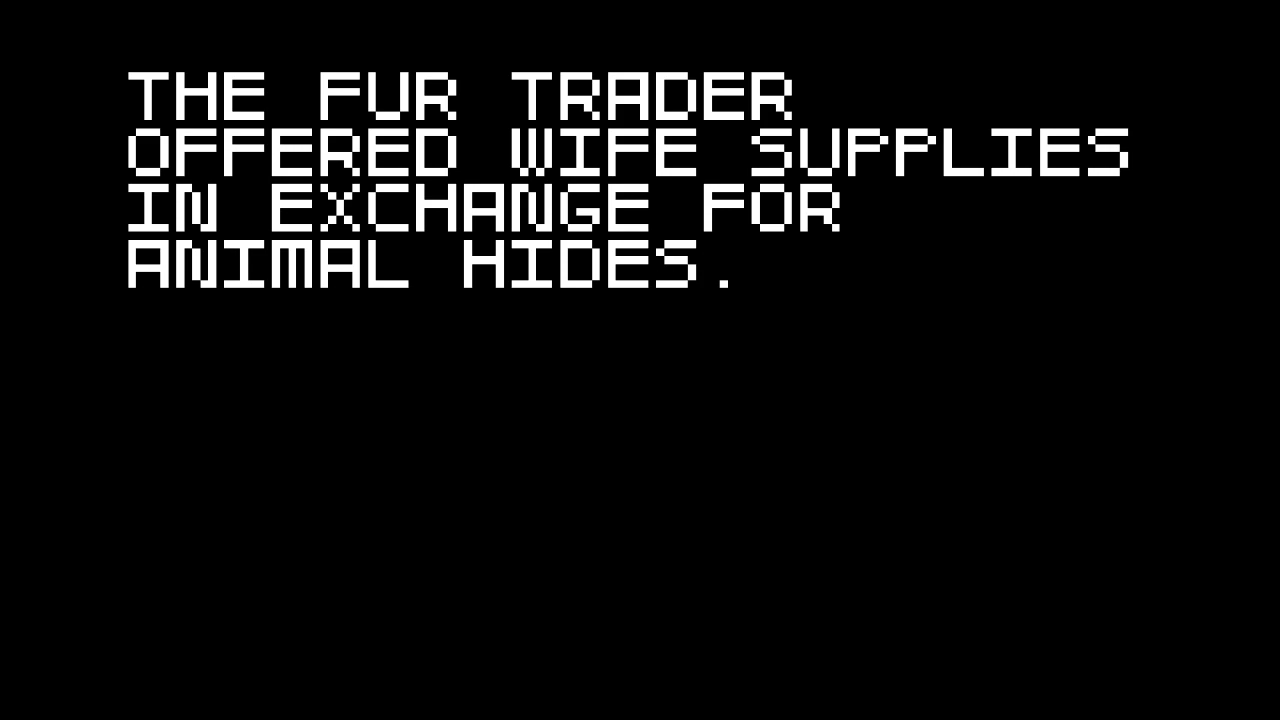 THE FUR TRADER
OFFERED WIFE SUPPLIES
IN EXCHANGE FOR
ANIMAL HIDES.